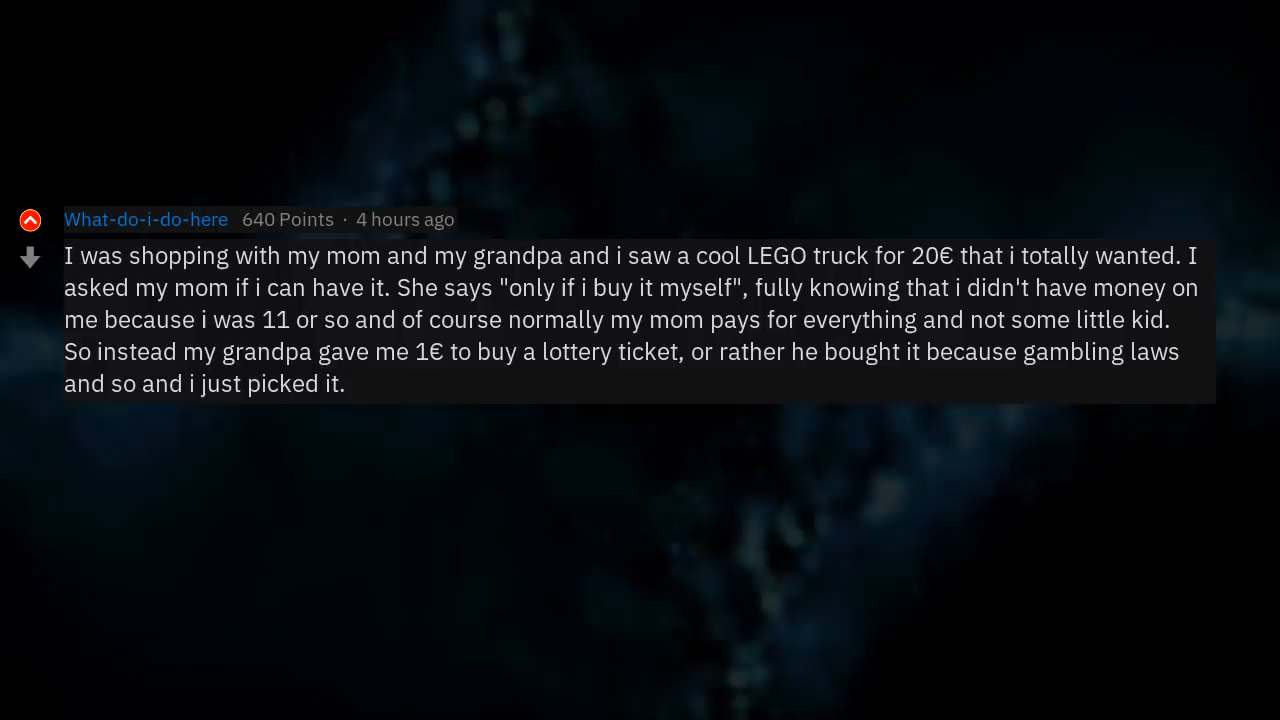 What-do-i-do-here 640 Points · 4 hours ago
I was shopping with my mom and my grandpa and i saw a cool LEGO truck for 20€ that i totally wanted. I
asked my mom if i can have it. She says "only if i buy it myself", fully knowing that i didn't have money on
me because i was 11 or so and of course normally my mom pays for everything and not some little kid.
So instead my grandpa gave me 1€ to buy a lottery ticket, or rather he bought it because gambling laws
and so and i just picked it.